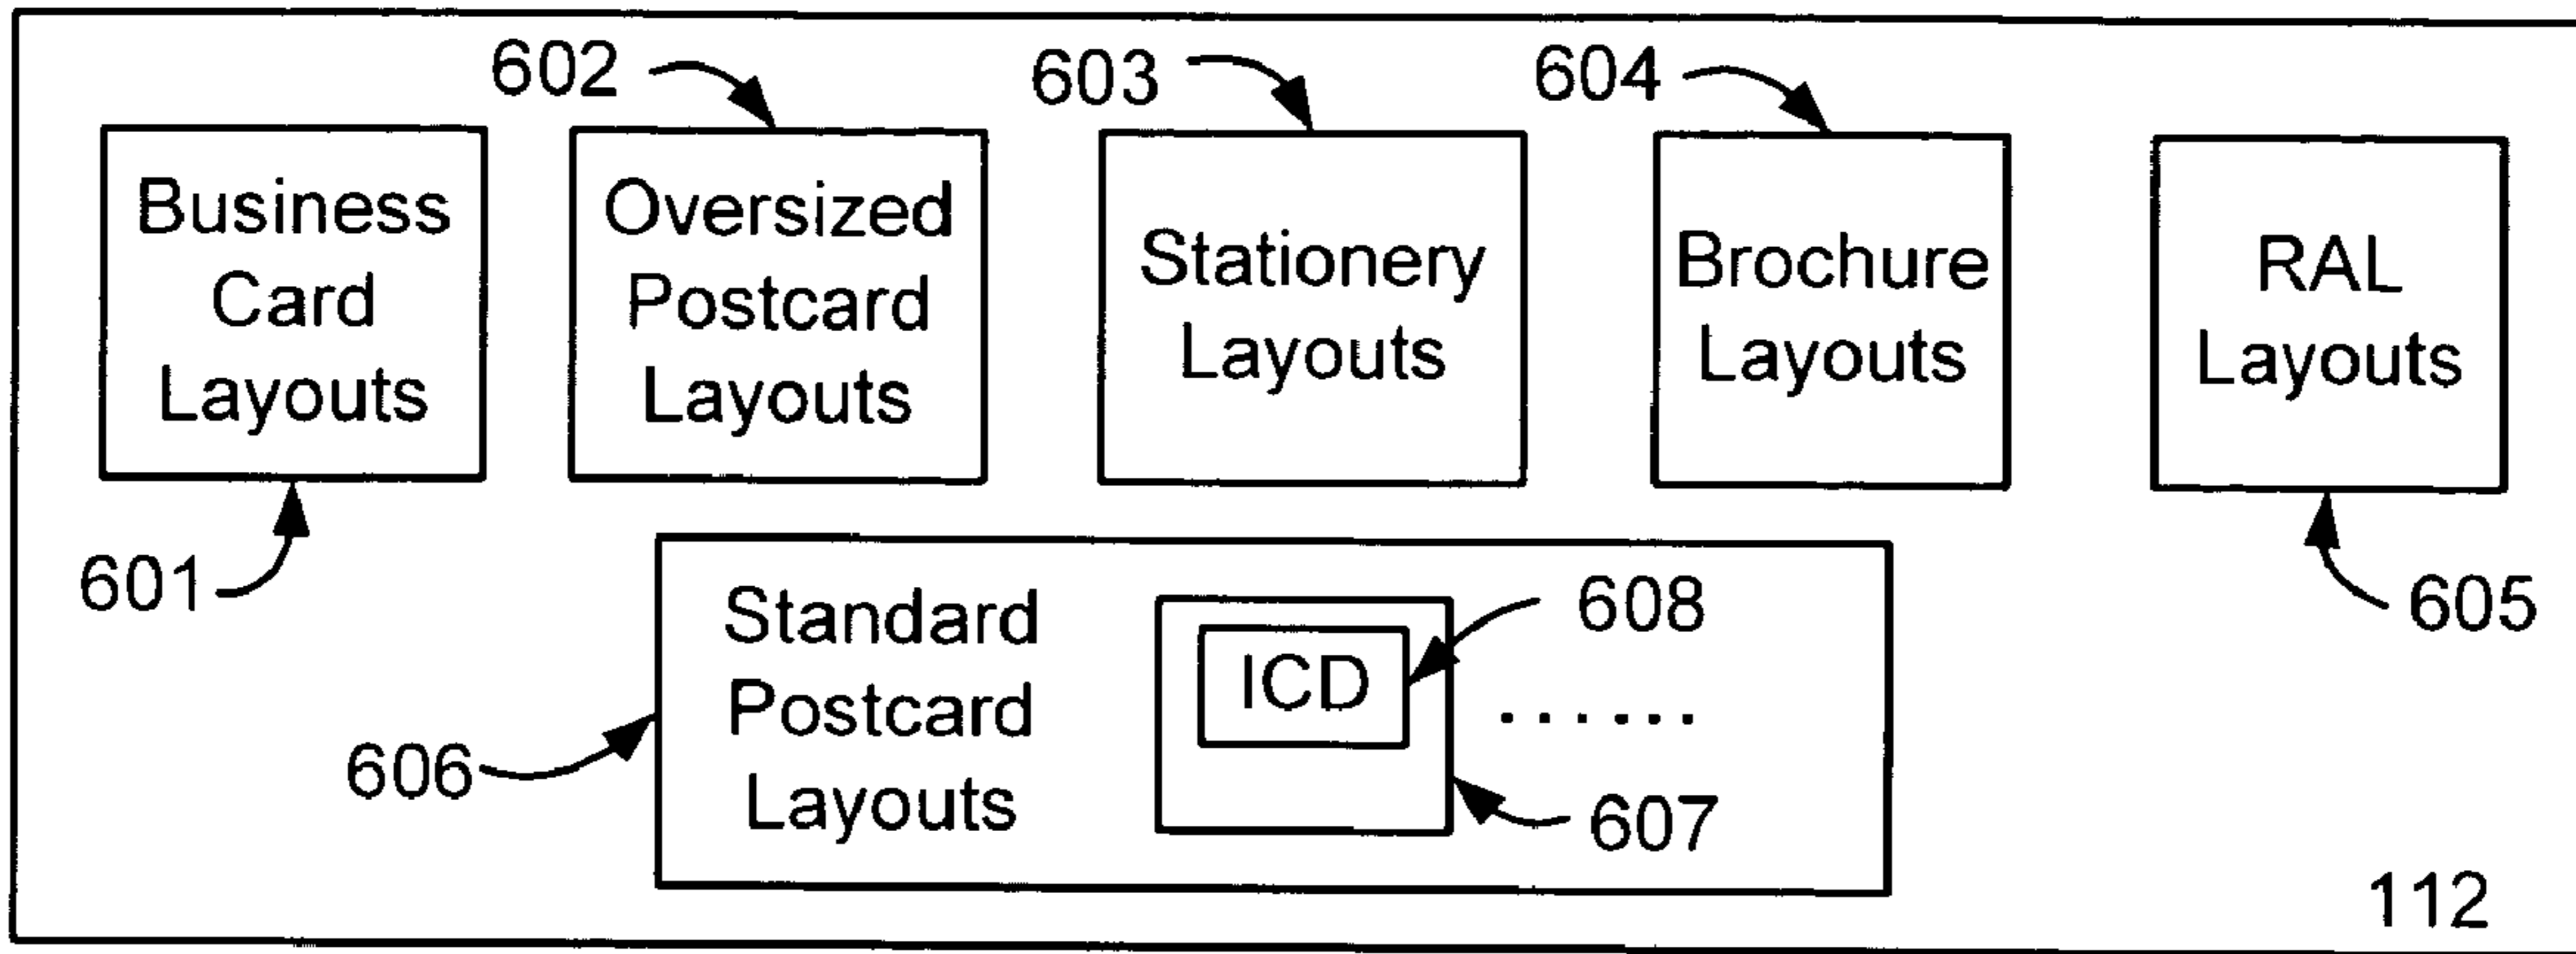 602
603
604
Business
Card
Layouts
Oversized
Postcard
Layouts
Stationery
Layouts
Brochure
Layouts
RAL
Layouts
601
605
606
Standard
Postcard
Layouts
ICD
608
......
607
112